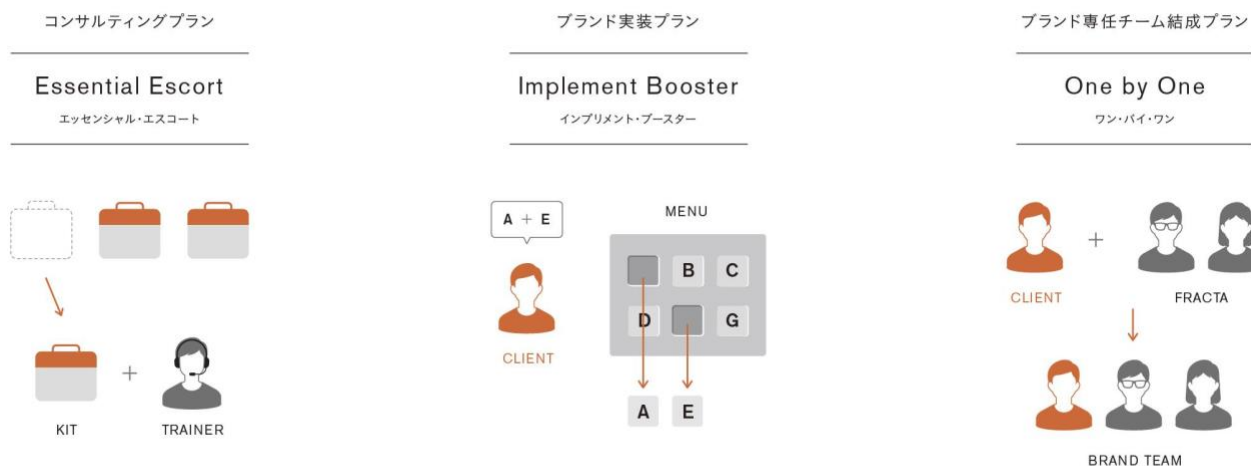 コンサルティングプラン
Essential Escort
エッセンシャル・エスコート
KIT
+
TRAINER
ブランド実装プラン
Implement Booster
インプリメント・ブースター
A + E
CLIENT
MENU
B C
D G
A E
ブランド専任チーム結成プラン
One by One
ワン・バイ・ワン
+
CLIENT
FRACTA
BRAND TEAM